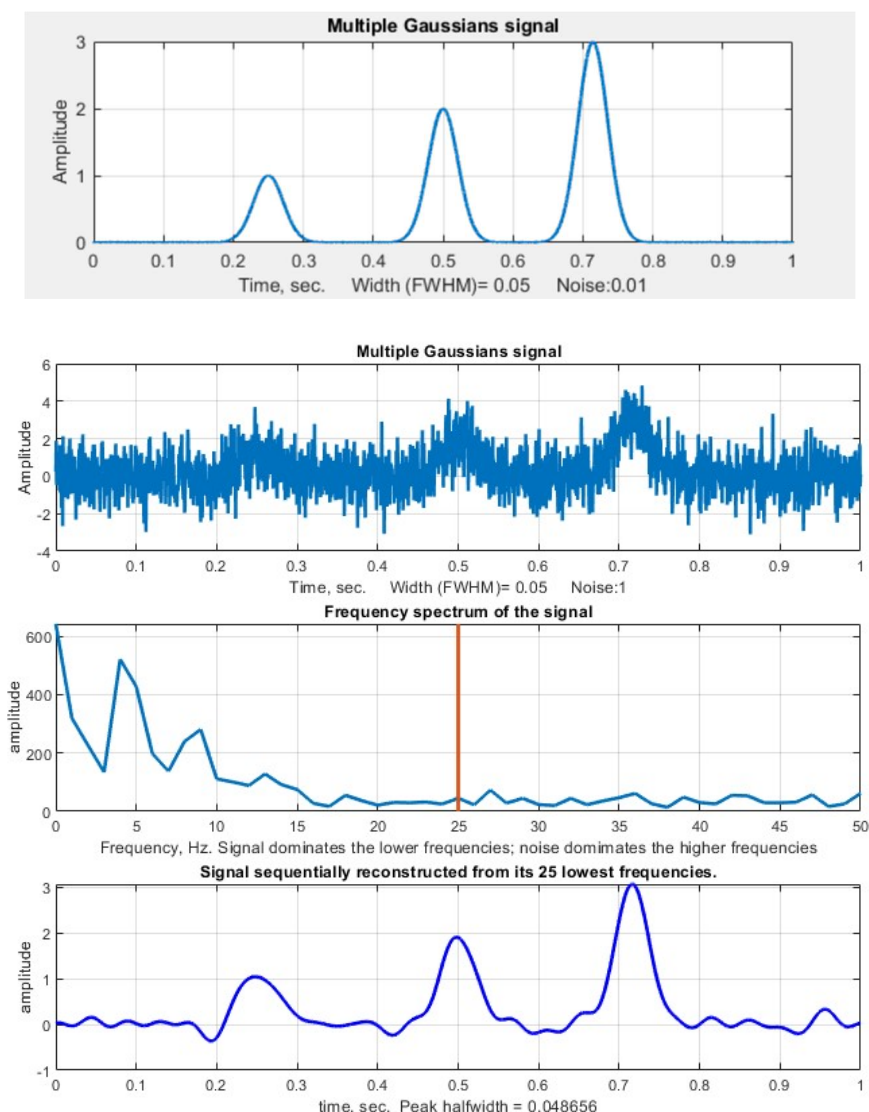 Multiple Gaussians signal
3
2
1
0
Amplitude
0 0.1 0.2 0.3 0.4 0.5 0.6 0.7 0.8 0.9 1
Time, sec. Width (FWHM)= 0.05 Noise:0.01
Multiple Gaussians signal
6
4
2
0
-2
-4
Amplitude
0 0.1 0.2 0.3 0.4 0.5 0.6 0.7 0.8 0.9 1
Time, sec. Width (FWHM)= 0.05 Noise:1
Frequency spectrum of the signal
600
400
200
0
amplitude
0 5 10 15 20 25 30 35 40 45 50
Frequency, Hz. Signal dominates the lower frequencies; noise domimates the higher frequencies
Signal sequentially reconstructed from its 25 lowest frequencies.
3
2
1
0
-1
amplitude
0 0.1 0.2 0.3 0.4 0.5 0.6 0.7 0.8 0.9 1
time, sec. Peak halfwidth = 0.048656